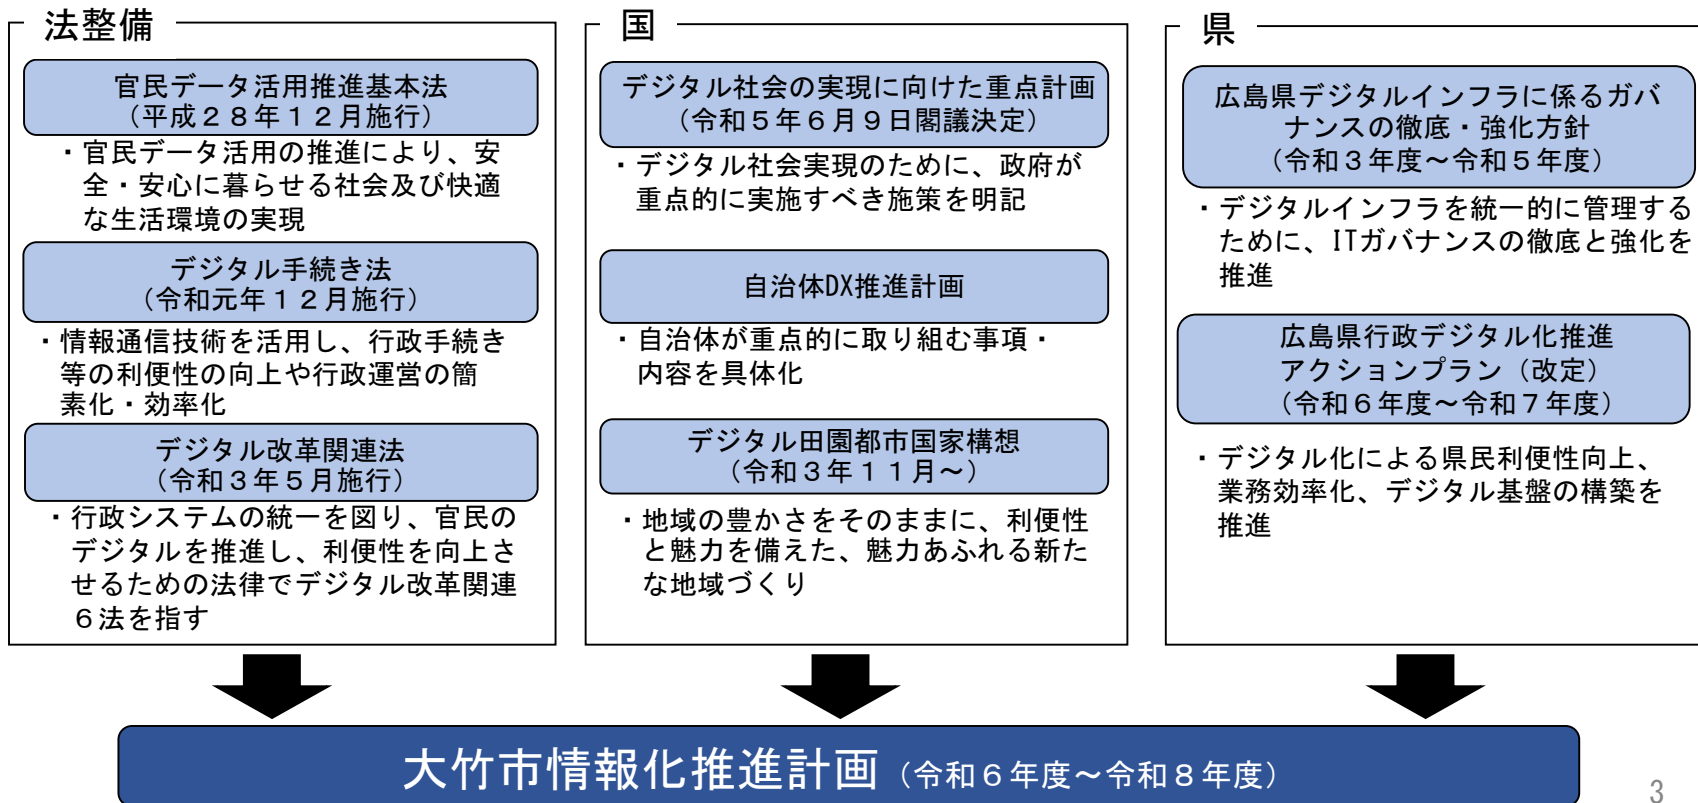 法整備
官民データ活用推進基本法
（平成２８年１２月施行）
・官民データ活用の推進により、安
全・安心に暮らせる社会及び快適
な生活環境の実現
デジタル手続き法
（令和元年１２月施行）
・情報通信技術を活用し、行政手続き
等の利便性の向上や行政運営の簡
素化・効率化
デジタル改革関連法
（令和３年５月施行）
・行政システムの統一を図り、官民の
デジタルを推進し、利便性を向上さ
せるための法律でデジタル改革関連
６法を指す
国
デジタル社会の実現に向けた重点計画
（令和５年６月９日閣議決定）
・デジタル社会実現のために、政府が
重点的に実施すべき施策を明記
自治体DX推進計画
・自治体が重点的に取り組む事項・
内容を具体化
デジタル田園都市国家構想
（令和３年１１月～）
・地域の豊かさをそのままに、利便性
と魅力を備えた、魅力あふれる新た
な地域づくり
県
広島県デジタルインフラに係るガバ
ナンスの徹底・強化方針
（令和３年度～令和５年度）
・デジタルインフラを統一的に管理する
ために、ITガバナンスの徹底と強化を
推進
広島県行政デジタル化推進
アクションプラン（改定）
（令和６年度～令和７年度）
・デジタル化による県民利便性向上、
業務効率化、デジタル基盤の構築を
推進
大竹市情報化推進計画（令和６年度～令和８年度）
3